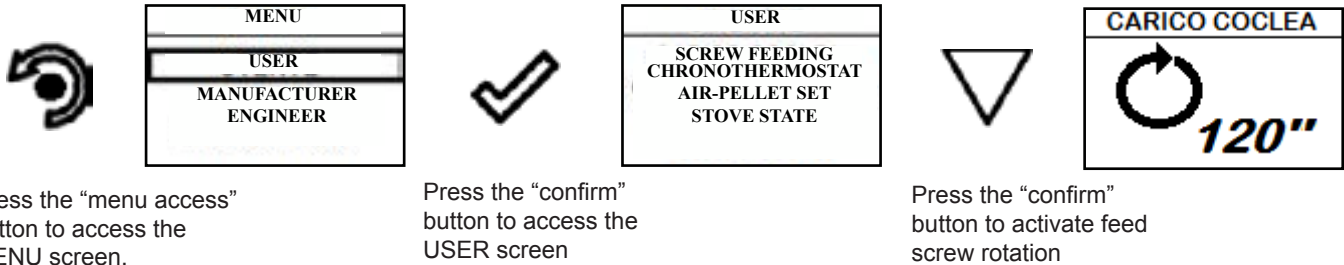 MENU
USER
MANUFACTURER
ENGINEER
ess the “menu access”
tton to access the
ENU screen.
USER
SCREW FEEDING
CHRONOTHERMOSTAT
AIR-PELLET SET
STOVE STATE
Press the “confirm”
button to access the
USER screen
CARICO COCLEA
120"
Press the “confirm”
button to activate feed
screw rotation